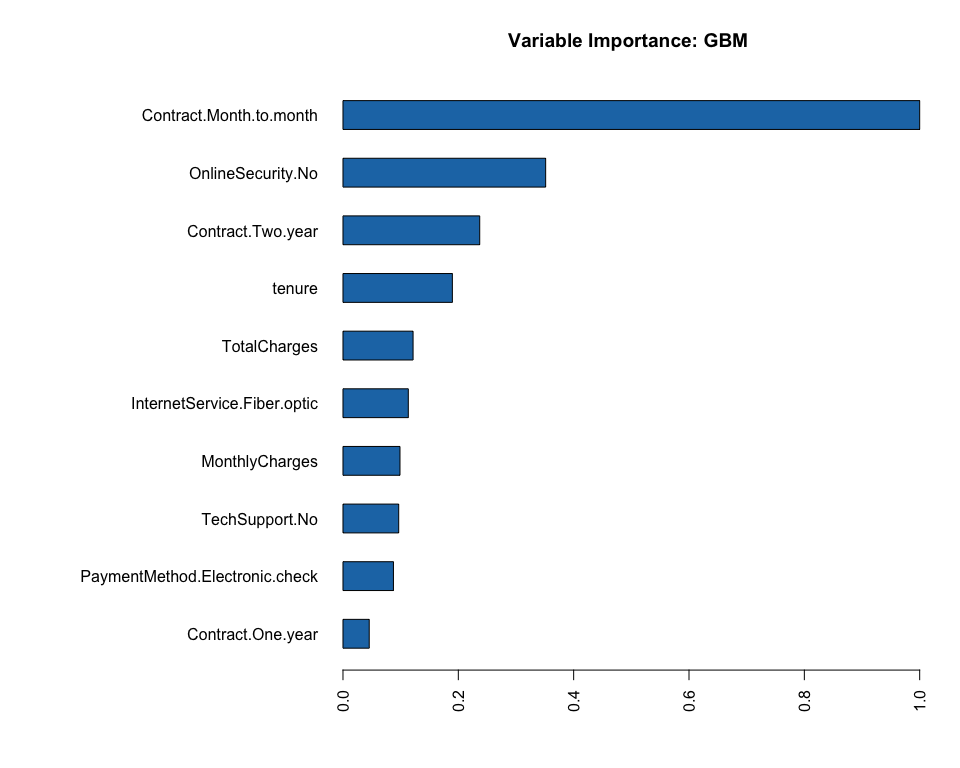 Variable Importance: GBM
Contract.Month.to.month
OnlineSecurity.No
Contract.Two.year
tenure
TotalCharges
InternetService.Fiber.optic
MonthlyCharges
TechSupport.No
PaymentMethod.Electronic.check
Contract.One.year
0.0 0.2 0.4 0.6 0.8 1.0